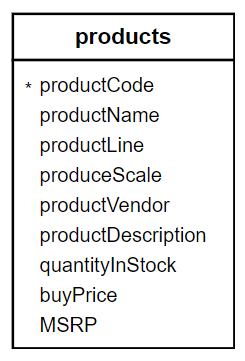 products
* productCode
productName
productLine
produceScale
productVendor
productDescription
quantityInStock
buyPrice
MSRP